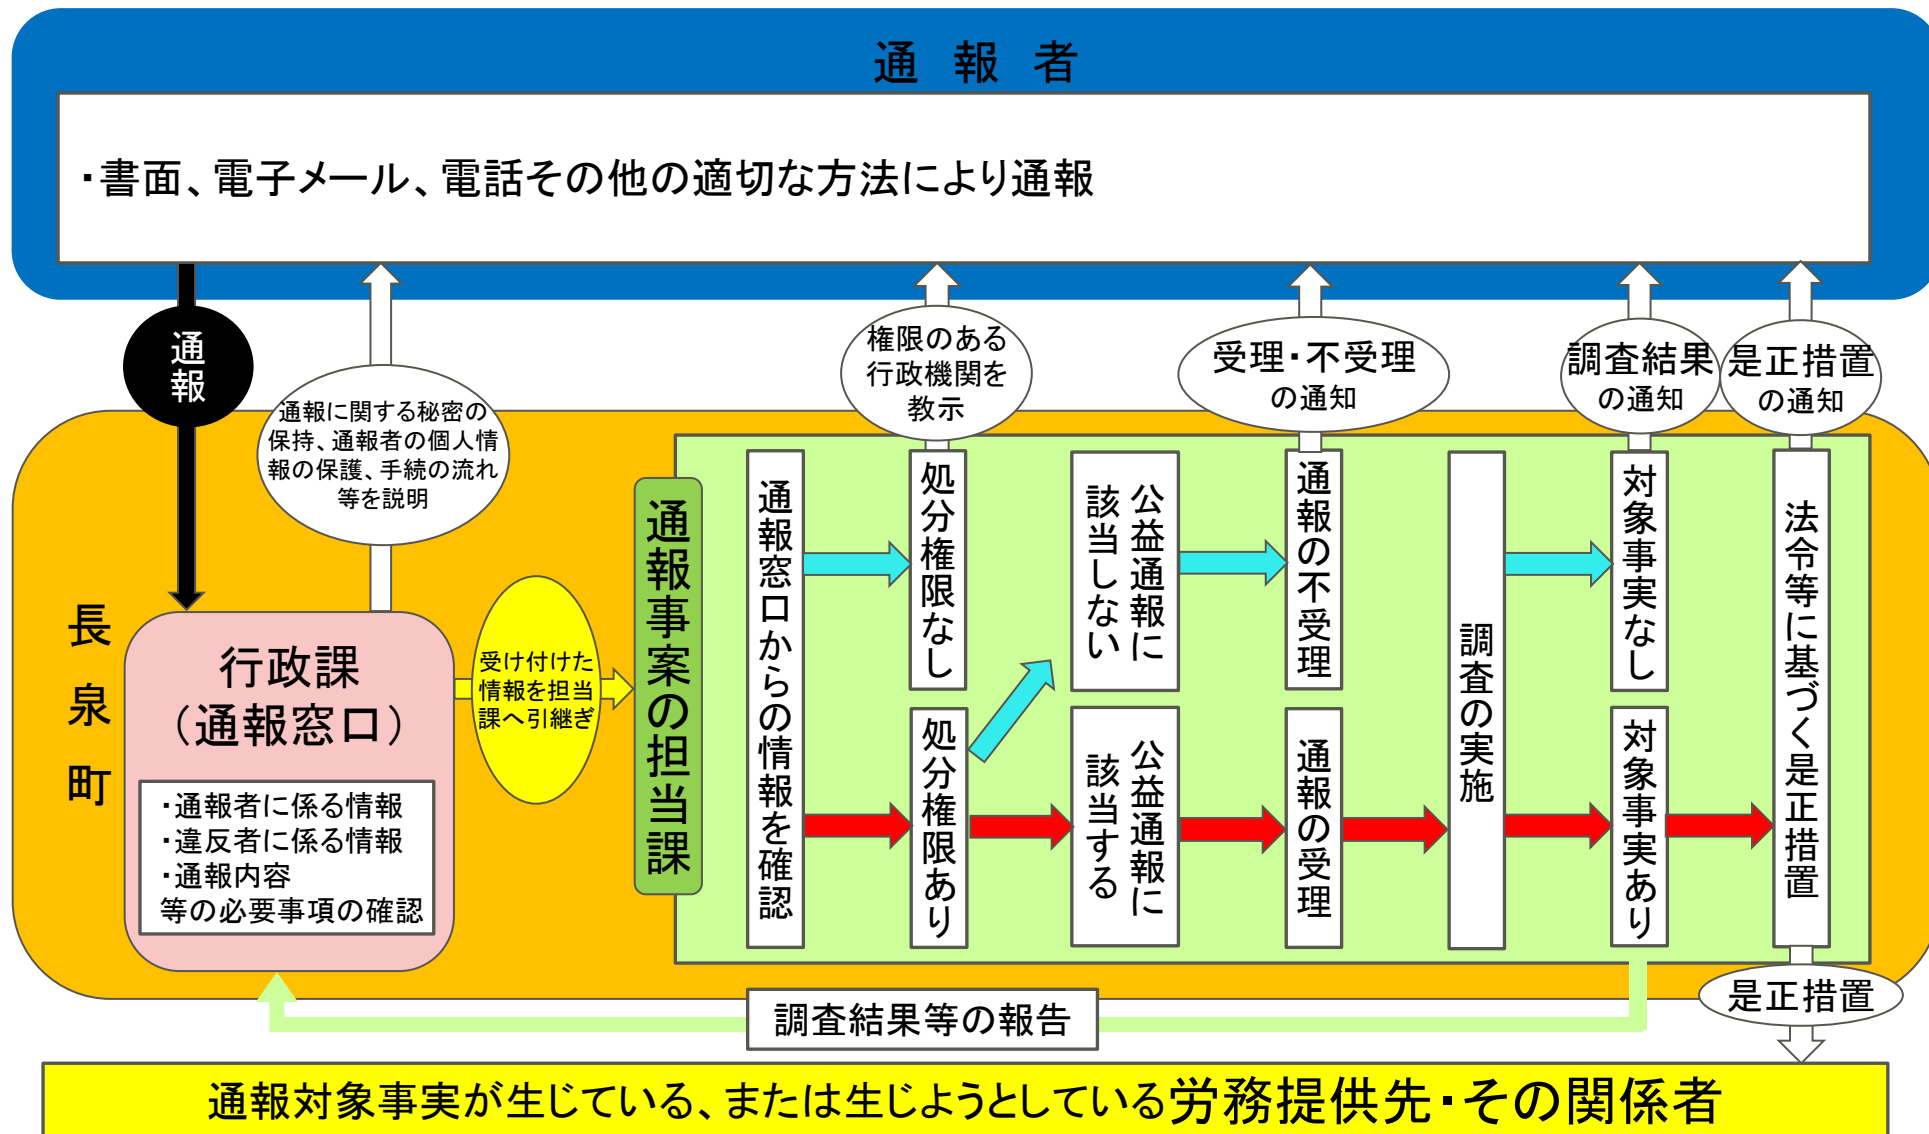 通報者
・書面、電子メール、電話その他の適切な方法により通報
通報
通報に関する秘密の
保持、通報者の個人情
報の保護、手続の流れ
等を説明
権限のある
行政機関を
教示
受理・不受理
の通知
調査結果
の通知
是正措置
の通知
長泉町
行政課
（通報窓口）
・通報者に係る情報
・違反者に係る情報
・通報内容
等の必要事項の確認
受け付けた
情報を担当
課へ引継ぎ
通報事案の担当課
通報窓口からの情報を確認
処分権限なし
処分権限あり
公益通報に
該当しない
公益通報に
該当する
通報の不受理
通報の受理
調査の実施
対象事実なし
対象事実あり
法令等に基づく是正措置
是正措置
調査結果等の報告
通報対象事実が生じている、または生じようとしている労務提供先・その関係者